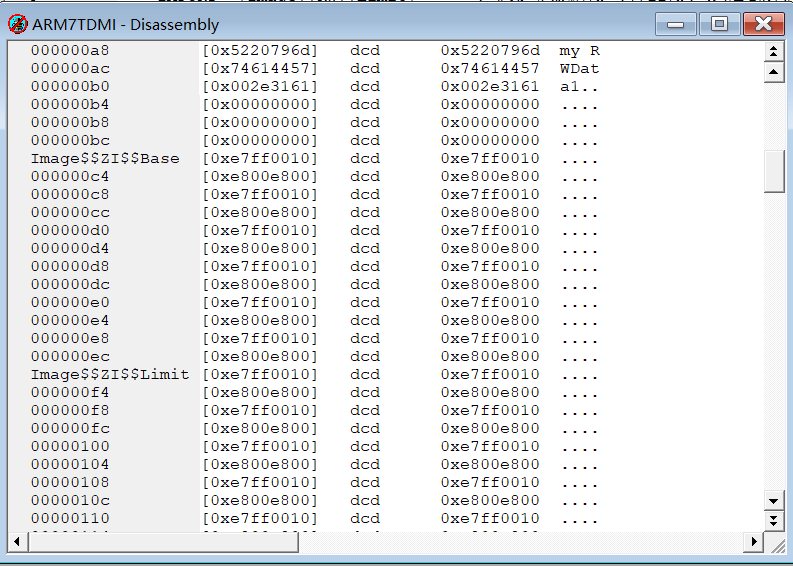 ARM7TDMI - Disassembly
000000a8 [0x5220796d] dcd 0x5220796d my R
000000ac [0x74614457] dcd 0x74614457 WDat
000000b0 [0x002e3161] dcd 0x002e3161 a1..
000000b4 [0x00000000] dcd 0x00000000 ....
000000b8 [0x00000000] dcd 0x00000000 ....
000000bc [0x00000000] dcd 0x00000000 ....
Image$$ZI$$Base [0xe7ff0010] dcd 0xe7ff0010 ....
000000c4 [0xe800e800] dcd 0xe800e800 ....
000000c8 [0xe7ff0010] dcd 0xe7ff0010 ....
000000cc [0xe800e800] dcd 0xe800e800 ....
000000d0 [0xe7ff0010] dcd 0xe7ff0010 ....
000000d4 [0xe800e800] dcd 0xe800e800 ....
000000d8 [0xe7ff0010] dcd 0xe7ff0010 ....
000000dc [0xe800e800] dcd 0xe800e800 ....
000000e0 [0xe7ff0010] dcd 0xe7ff0010 ....
000000e4 [0xe800e800] dcd 0xe800e800 ....
000000e8 [0xe7ff0010] dcd 0xe7ff0010 ....
000000ec [0xe800e800] dcd 0xe800e800 ....
Image$$ZI$$Limit [0xe7ff0010] dcd 0xe7ff0010 ....
000000f4 [0xe800e800] dcd 0xe800e800 ....
000000f8 [0xe7ff0010] dcd 0xe7ff0010 ....
000000fc [0xe800e800] dcd 0xe800e800 ....
00000100 [0xe7ff0010] dcd 0xe7ff0010 ....
00000104 [0xe800e800] dcd 0xe800e800 ....
00000108 [0xe7ff0010] dcd 0xe7ff0010 ....
0000010c [0xe800e800] dcd 0xe800e800 ....
00000110 [0xe7ff0010] dcd 0xe7ff0010 ....